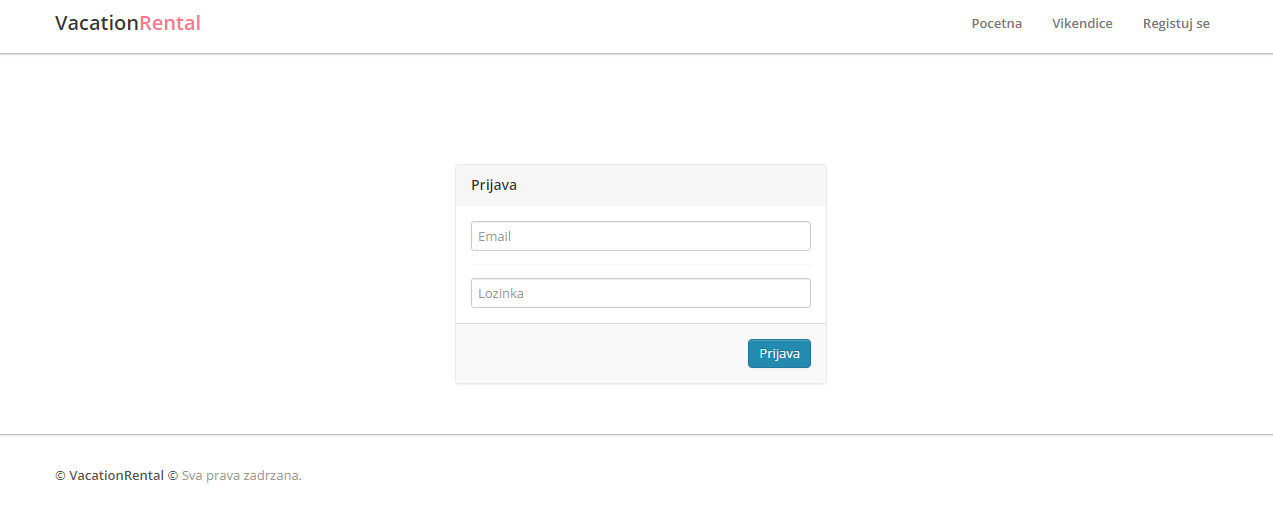 VacationRental
Pocetna Vikendice Registuj se
Prijava
Email
Lozinka
Prijava
© VacationRental © Sva prava zadrzana.